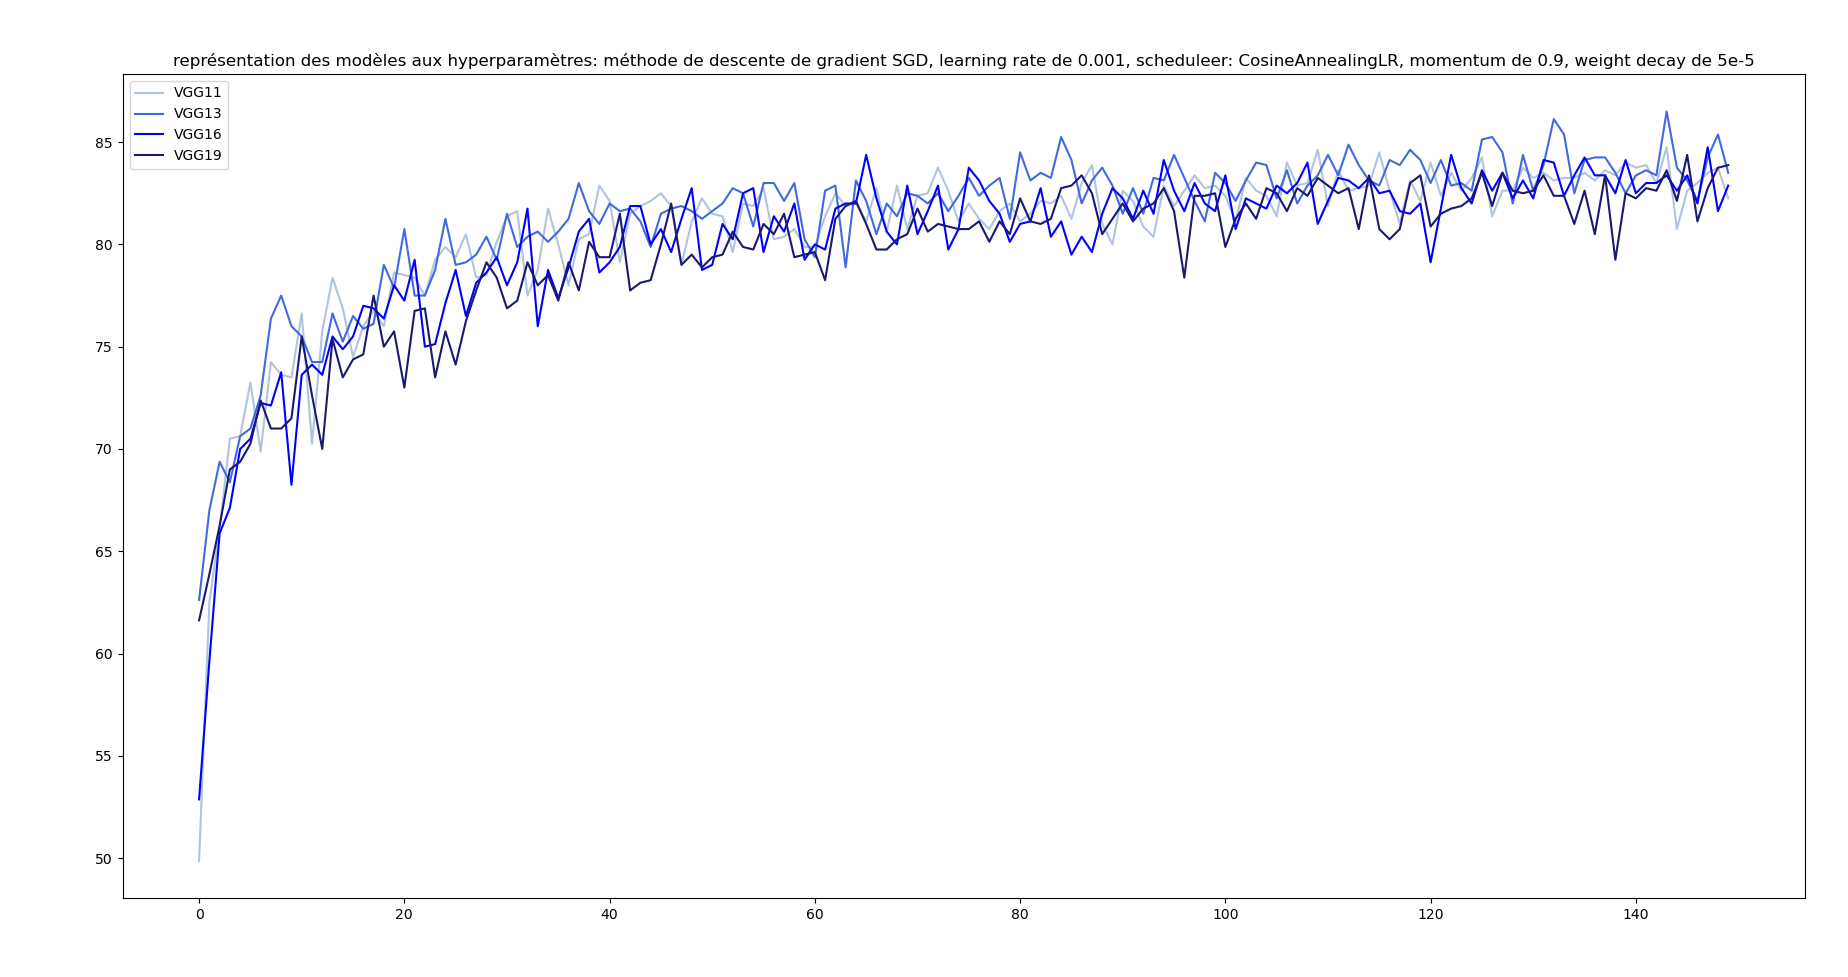 représentation des modèles aux hyperparamètres: méthode de descente de gradient SGD, learning rate de 0.001, scheduleer: CosineAnnealingLR, momentum de 0.9, weight decay de 5e-5
VGG11
VGG13
VGG16
VGG19
85
80
75
70
65
60
55
50
0 20 40 60 80 100 120 140